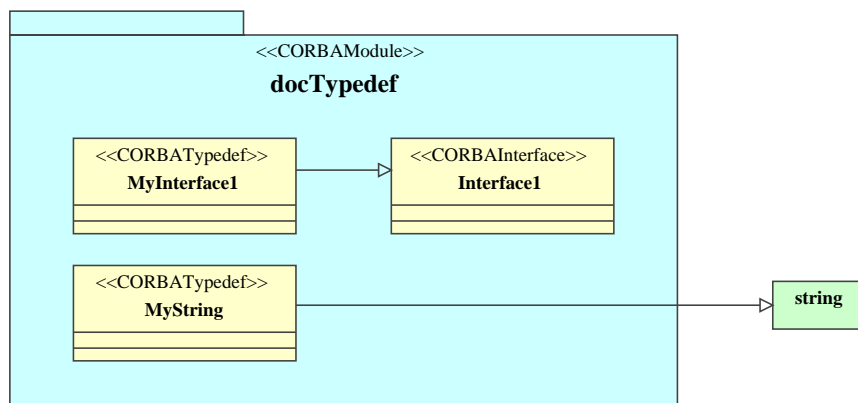 <<CORBAModule>>
docTypedef
<<CORBATypedef>>
MyInterface1
<<CORBAInterface>>
Interface1
<<CORBATypedef>>
MyString
string